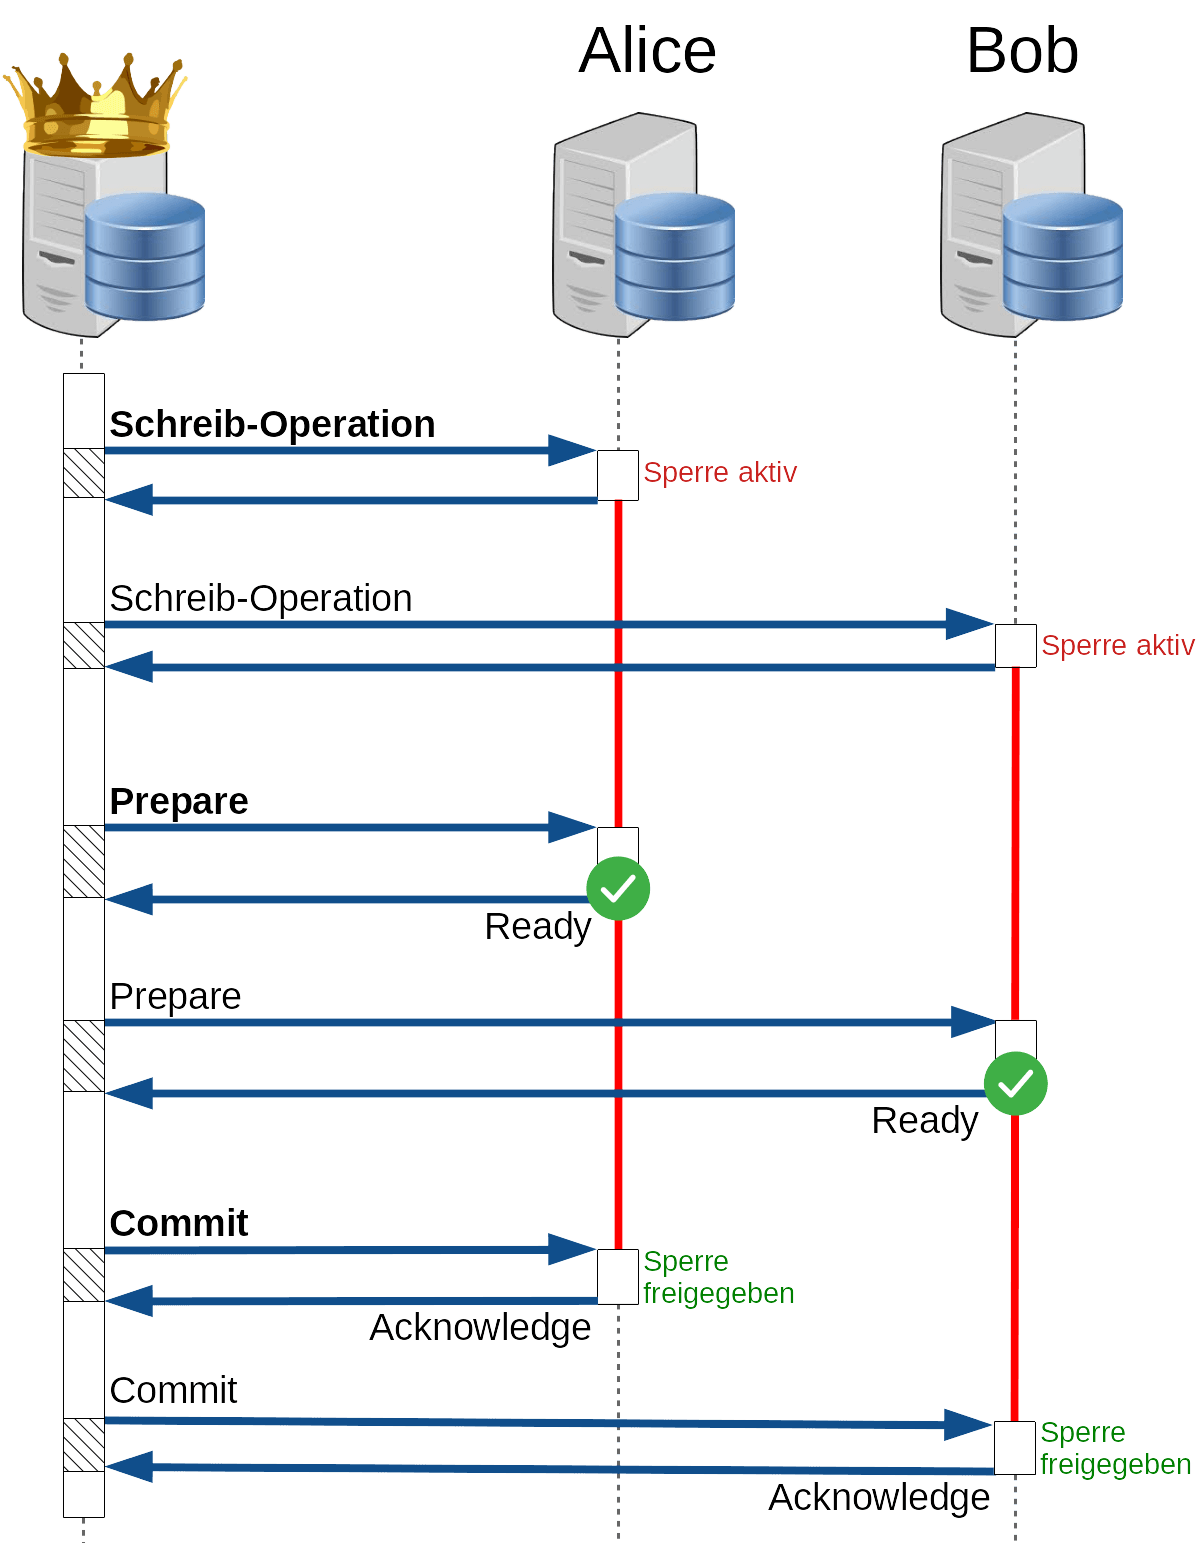 Alice
Bob
Schreib-Operation
Sperre aktiv
Schreib-Operation
Sperre aktiv
Prepare
Ready
Prepare
Ready
Commit
Sperre
freigegeben
Acknowledge
Commit
Sperre
freigegeben
Acknowledge